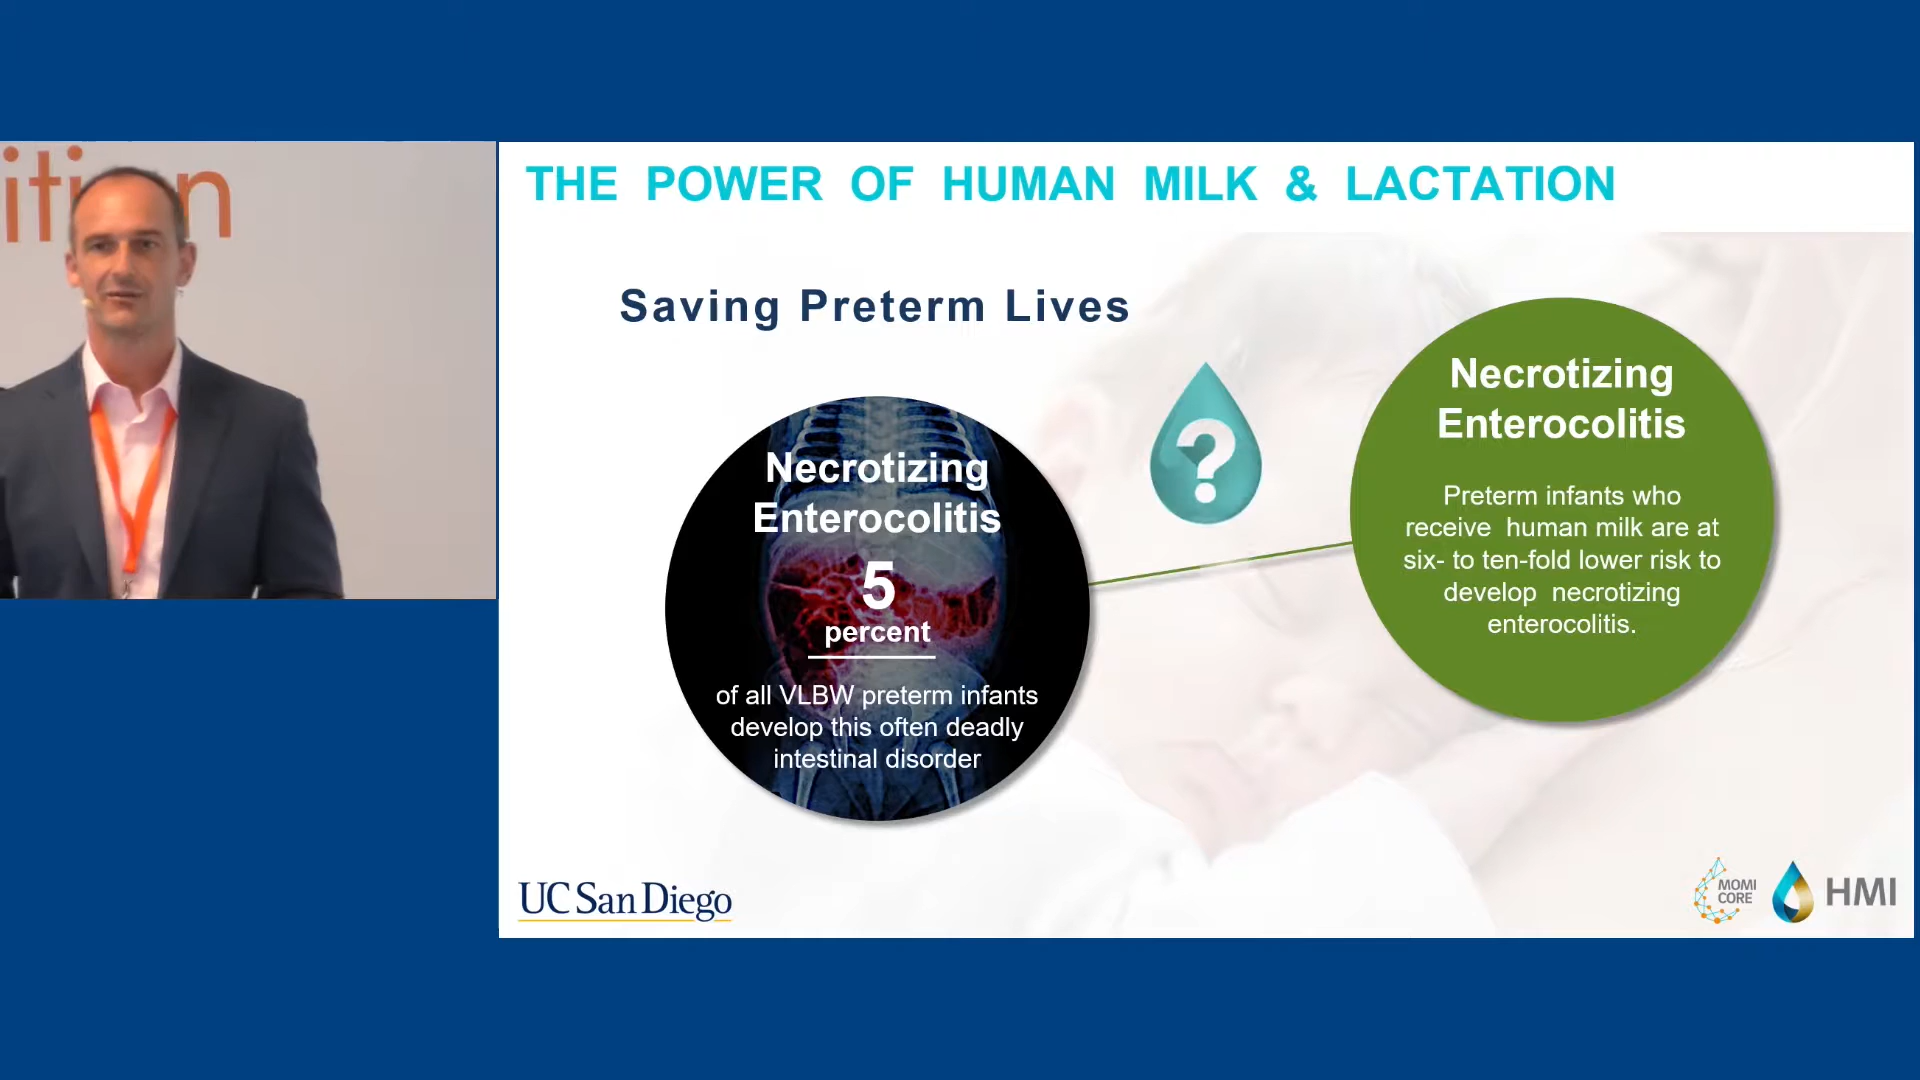 ition
THE POWER OF HUMAN MILK & LACTATION
Saving Preterm Lives
Necrotizing
Enterocolitis
5
percent
of all VLBW preterm infants
develop this often deadly
intestinal disorder
?
Necrotizing
Enterocolitis
Preterm infants who
receive human milk are at
six- to ten-fold lower risk to
develop necrotizing
enterocolitis.
UC San Diego
MOMI
CORE
HMI